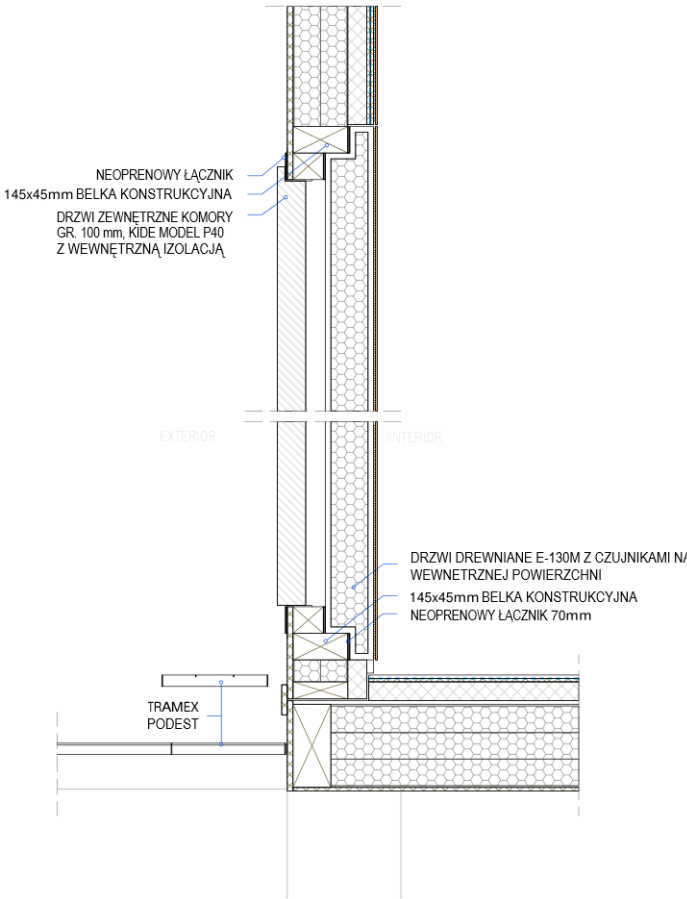 NEOPRENOWY ŁĄCZNIK
145x45mm BELKA KONSTRUKCYJNA
DRZWI ZEWNĘTRZNE KOMORY
GR. 100 mm, KIDE MODEL P40
Z WEWNĘTRZNĄ IZOLACJĄ
EXTERIOR
INTERIOR
DRZWI DREWNIANE E-130M Z CZUJNIKAMI NA
WEWNETRZNEJ POWIERZCHNI
145x45mm BELKA KONSTRUKCYJNA
NEOPRENOWY ŁĄCZNIK 70mm
TRAMEX
PODEST